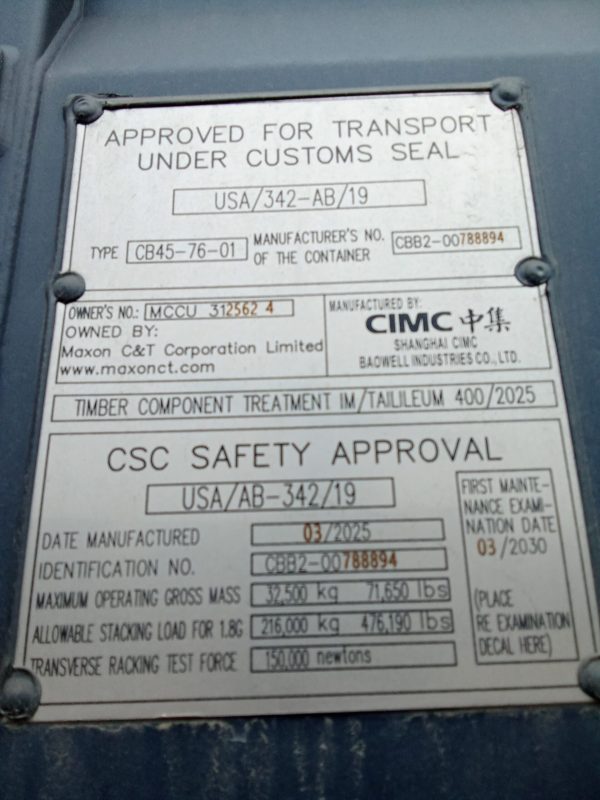 APPROVED FOR TRANSPORT
UNDER CUSTOMS SEAL
USA/342-AB/19
TYPE CB45-76-01 MANUFACTURER'S NO. OF THE CONTAINER CBB2-00788894
OWNER'S NO.: MCCU 312562 4
OWNED BY:
Maxon C&T Corporation Limited
www.maxonct.com
MANUFACTURED BY:
CIMC 中集
SHANGHAI CIMC
BAOWELL INDUSTRIES CO., LTD.
TIMBER COMPONENT TREATMENT IM/TAILILEUM 400/2025
CSC SAFETY APPROVAL
USA/AB-342/19
DATE MANUFACTURED 03/2025
IDENTIFICATION NO. CBB2-00788894
MAXIMUM OPERATING GROSS MASS 32,500 kg 71,650 lbs
ALLOWABLE STACKING LOAD FOR 1.8G 216,000 kg 476,190 lbs
TRANSVERSE RACKING TEST FORCE 150,000 newtons
FIRST MAINTE-
NANCE EXAMI-
NATION DATE
03/2030
(PLACE
RE EXAMINATION
DECAL HERE)